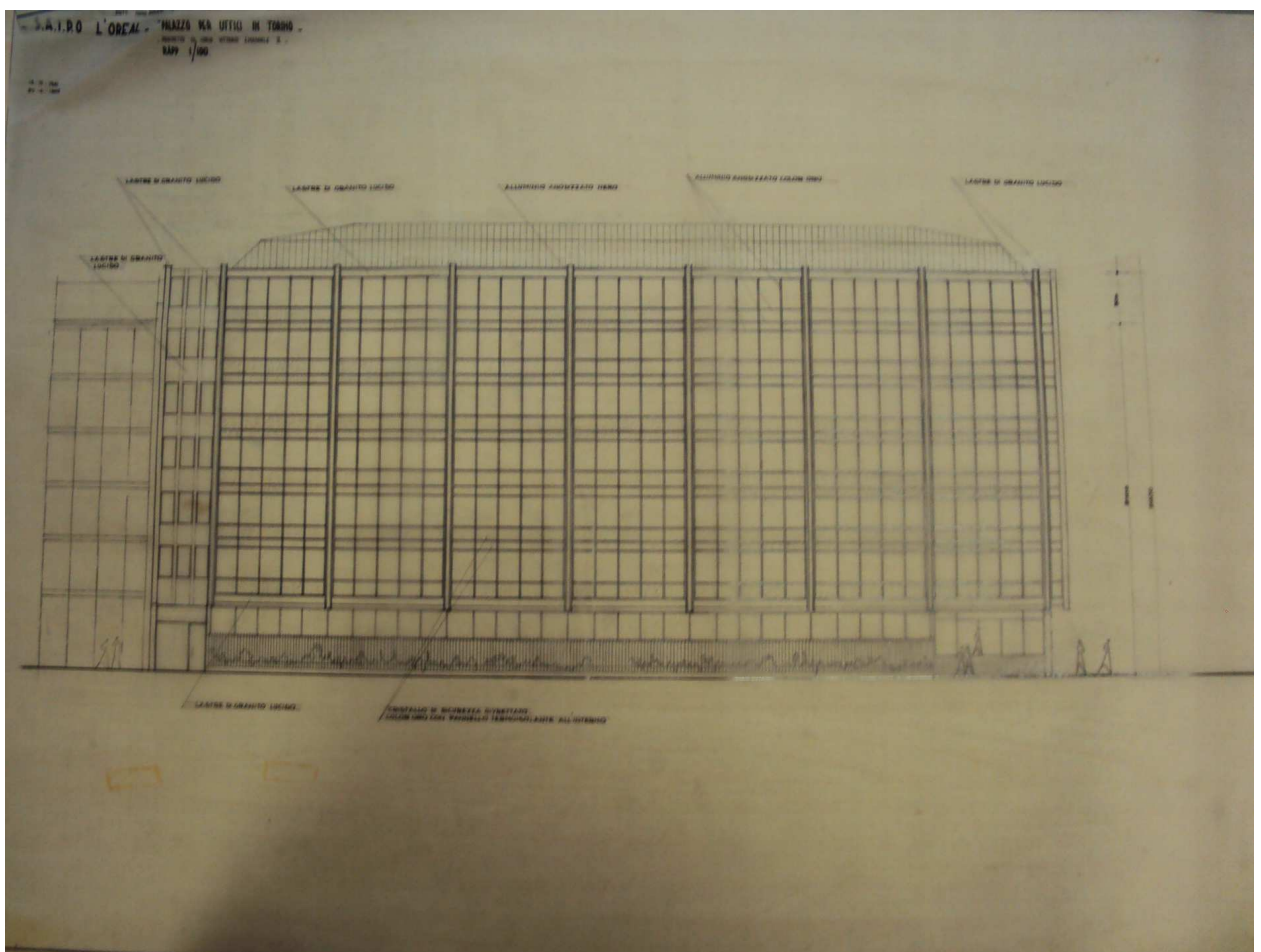 - S.A.I.P.O L'OREAL - PALAZZO PER UFFICI IN TORINO -
RAPP 1/100
LASTRE DI GRANITO LUCIDO
LASTRE DI GRANITO LUCIDO
ALLUMINIO ANODIZZATO NERO
ALLUMINIO ANODIZZATO COLOR ORO
LASTRE DI GRANITO LUCIDO
LASTRE DI GRANITO
LUCIDO
LASTRE DI GRANITO LUCIDO
CRISTALLO DI SICUREZZA
COLOR ORO CON PANNELLO TERMOISOLANTE ALL'INTERNO